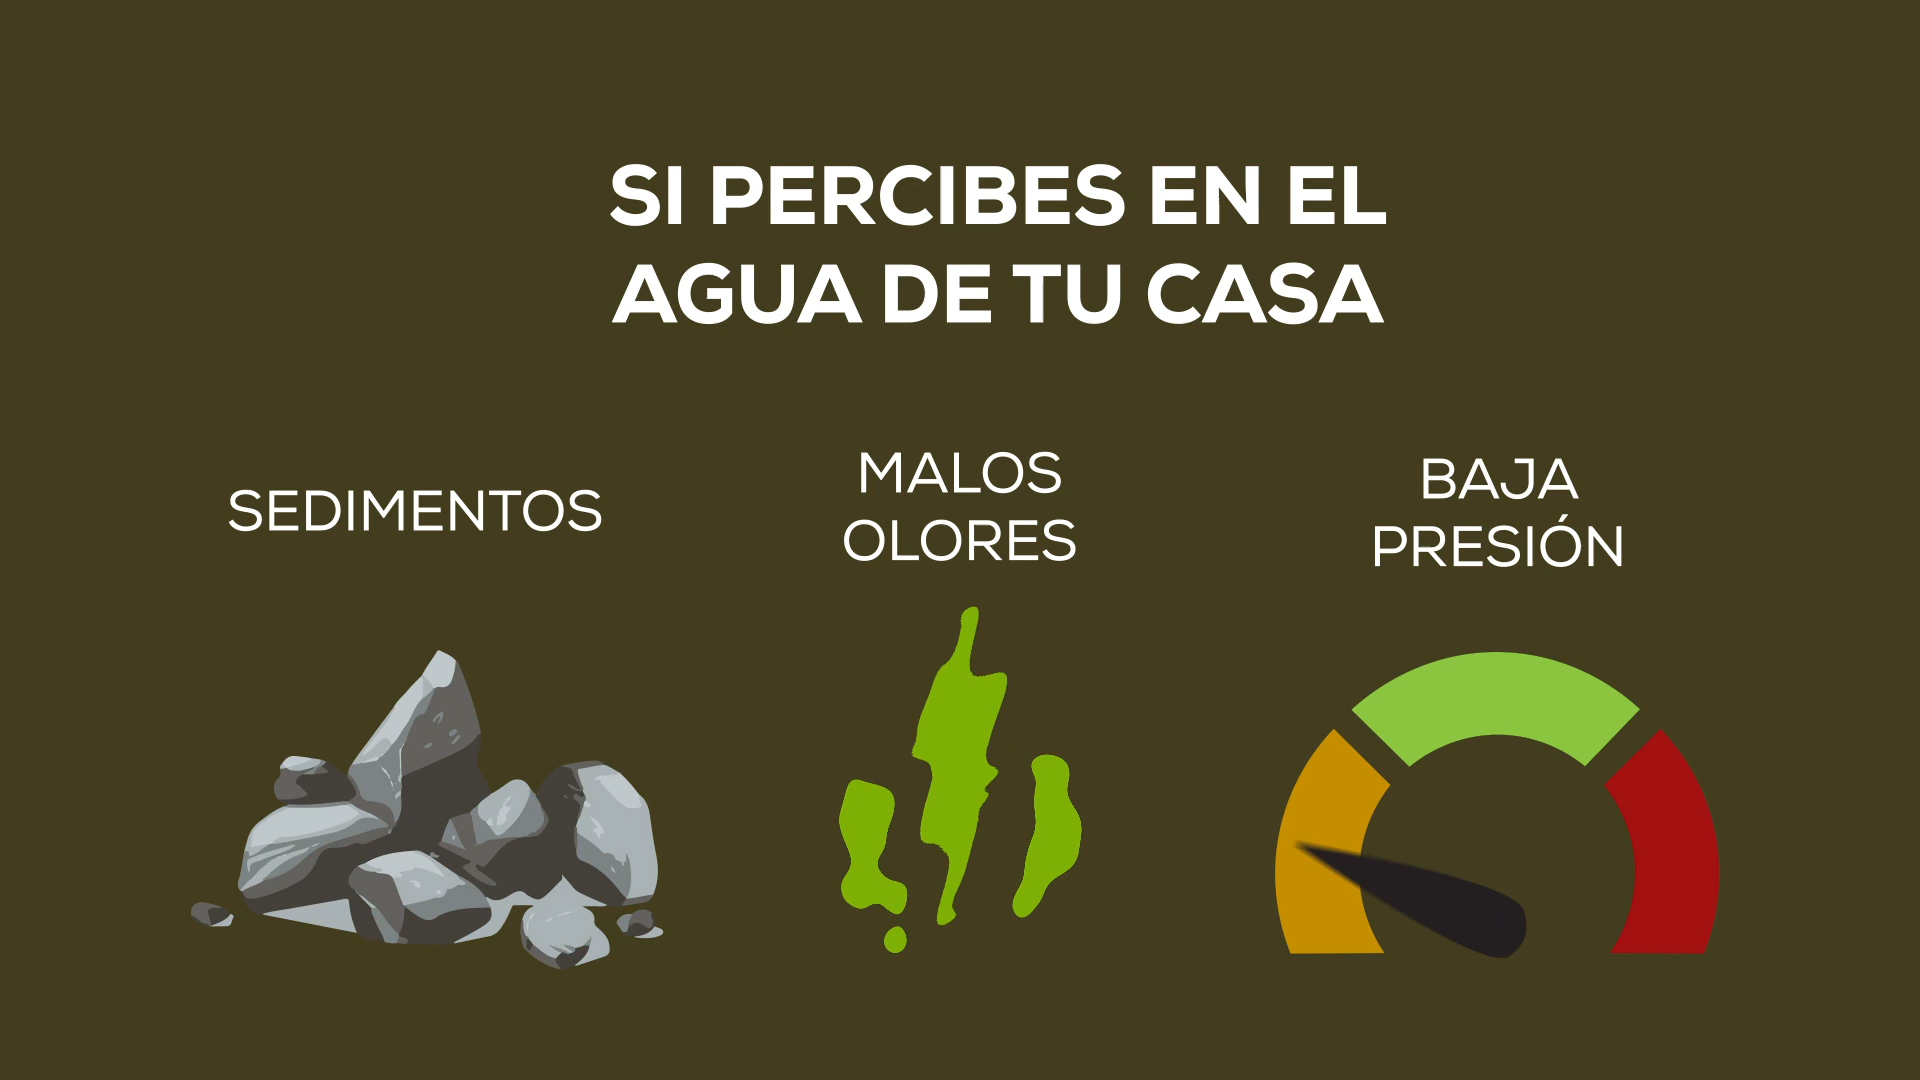 SI PERCIBES EN EL
AGUA DE TU CASA
SEDIMENTOS
MALOS
OLORES
BAJA
PRESIÓN